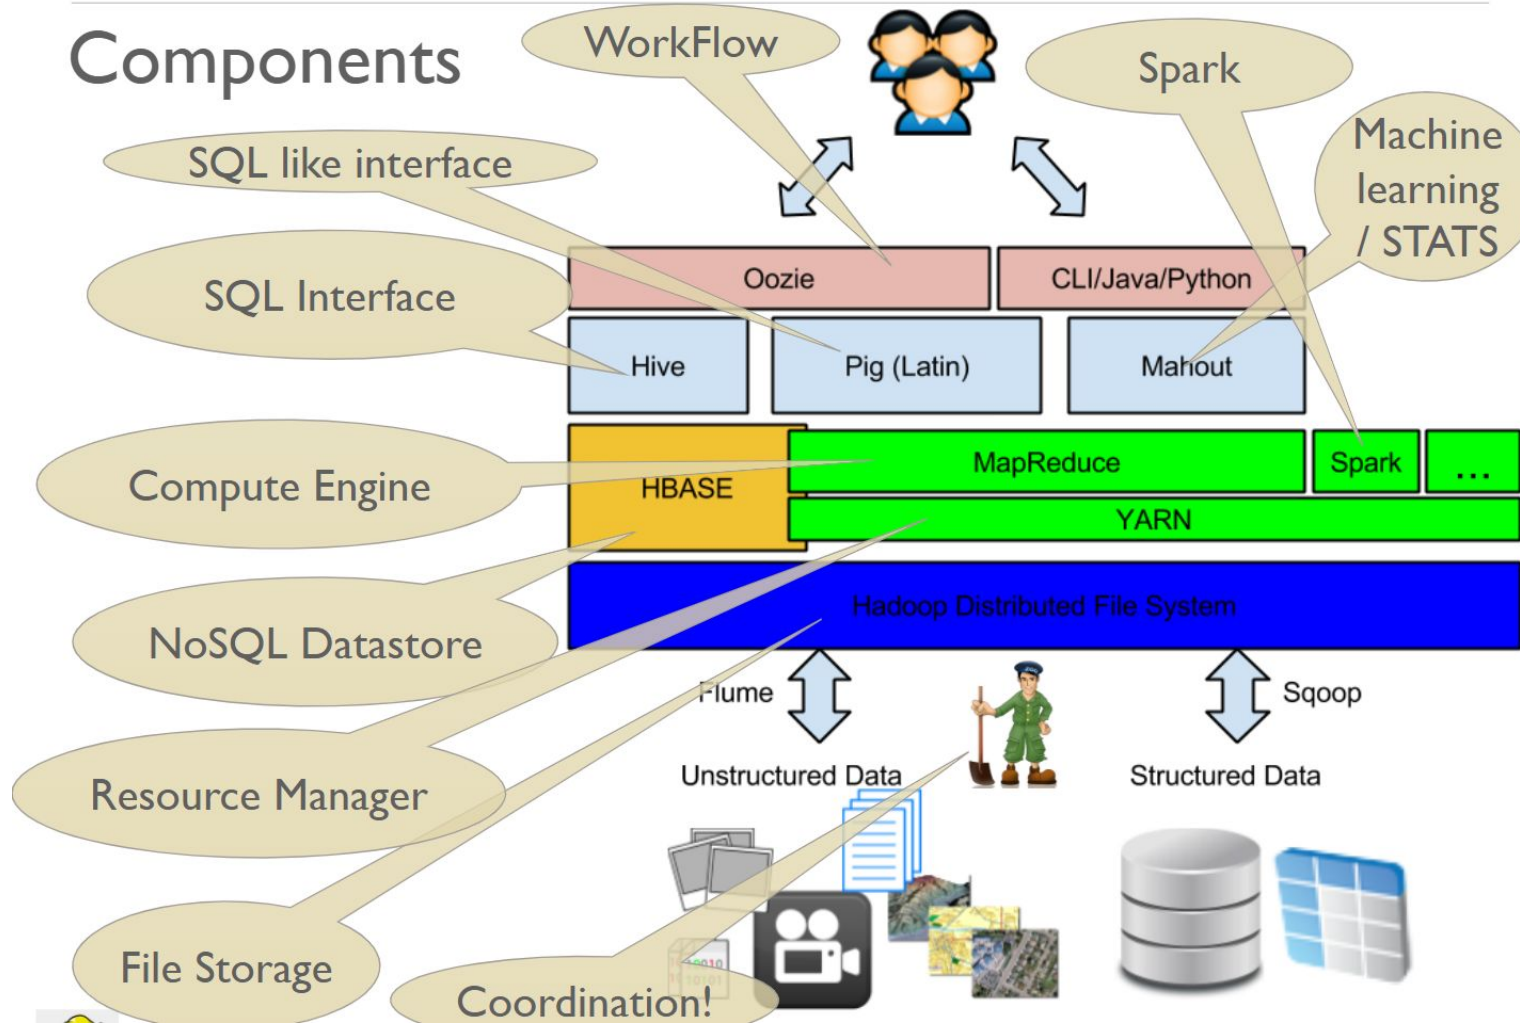 Components
WorkFlow
Spark
Machine
learning
/ STATS
SQL like interface
SQL Interface
Oozie
CLI/Java/Python
Hive
Pig (Latin)
Mahout
Compute Engine
HBASE
MapReduce
Spark
...
YARN
NoSQL Datastore
Hadoop Distributed File System
Flume
Sqoop
Resource Manager
Unstructured Data
Structured Data
File Storage
Coordination!